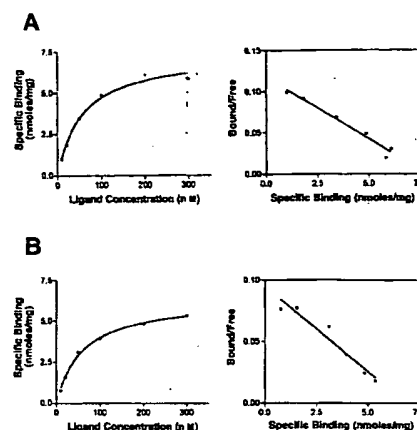 A
Specific Binding
(nmoles/mg)
7.5
5.0
2.5
0.0
0
100
200
300
Ligand Concentration (n M)
Bound/Free
0.15
0.10
0.05
0.00
0
2.5
5.0
7.5
Specific Binding (nmoles/mg)
B
Specific Binding
(nmoles/mg)
7.5
5.0
2.5
0.0
0
100
200
300
Ligand Concentration (n M)
Bound/Free
0.10
0.05
0.00
0
2.5
5.0
Specific Binding (nmoles/mg)